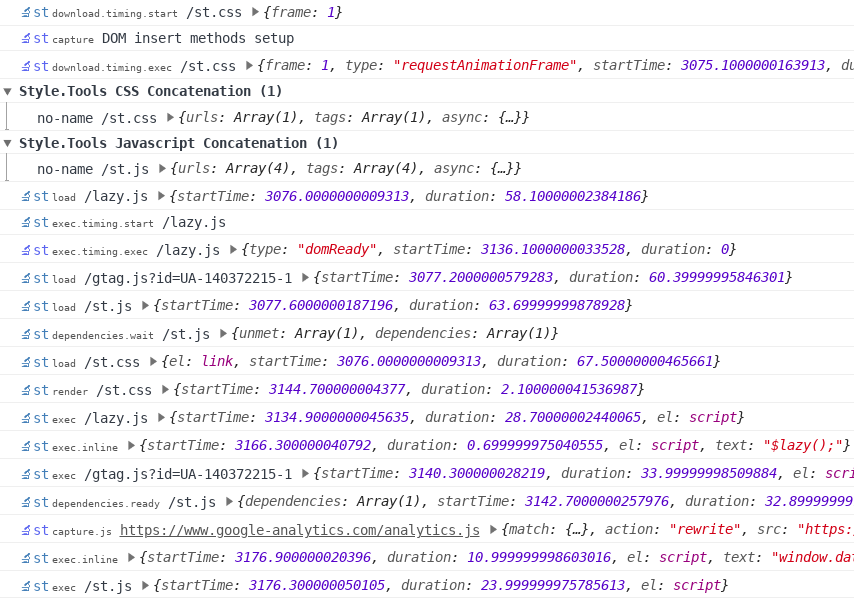 st download.timing.start /st.css ▶{frame: 1}
st capture DOM insert methods setup
st download.timing.exec /st.css ▶{frame: 1, type: "requestAnimationFrame", startTime: 3075.1000000163913, du
▼ Style.Tools CSS Concatenation (1)
no-name /st.css ▶{urls: Array(1), tags: Array(1), async: {…}}
▼ Style.Tools Javascript Concatenation (1)
no-name /st.js ▶{urls: Array(4), tags: Array(4), async: {…}}
st load /lazy.js ▶{startTime: 3076.0000000009313, duration: 58.10000002384186}
st exec.timing.start /lazy.js
st exec.timing.exec /lazy.js ▶{type: "domReady", startTime: 3136.1000000033528, duration: 0}
st load /gtag.js?id=UA-140372215-1 ▶{startTime: 3077.2000000579283, duration: 60.39999995846301}
st load /st.js ▶{startTime: 3077.6000000187196, duration: 63.69999999878928}
st dependencies.wait /st.js ▶{unmet: Array(1), dependencies: Array(1)}
st load /st.css ▶{el: link, startTime: 3076.0000000009313, duration: 67.50000000465661}
st render /st.css ▶{startTime: 3144.700000004377, duration: 2.100000041536987}
st exec /lazy.js ▶{startTime: 3134.9000000045635, duration: 28.70000002440065, el: script}
st exec.inline ▶{startTime: 3166.300000040792, duration: 0.699999975040555, el: script, text: "$lazy();"}
st exec /gtag.js?id=UA-140372215-1 ▶{startTime: 3140.300000028219, duration: 33.99999998509884, el: scri
st dependencies.ready /st.js ▶{dependencies: Array(1), startTime: 3142.7000000257976, duration: 32.89999999
st capture.js https://www.google-analytics.com/analytics.js ▶{match: {…}, action: "rewrite", src: "https:/
st exec.inline ▶{startTime: 3176.900000020396, duration: 10.999999998603016, el: script, text: "window.dat
st exec /st.js ▶{startTime: 3176.300000050105, duration: 23.999999975785613, el: script}